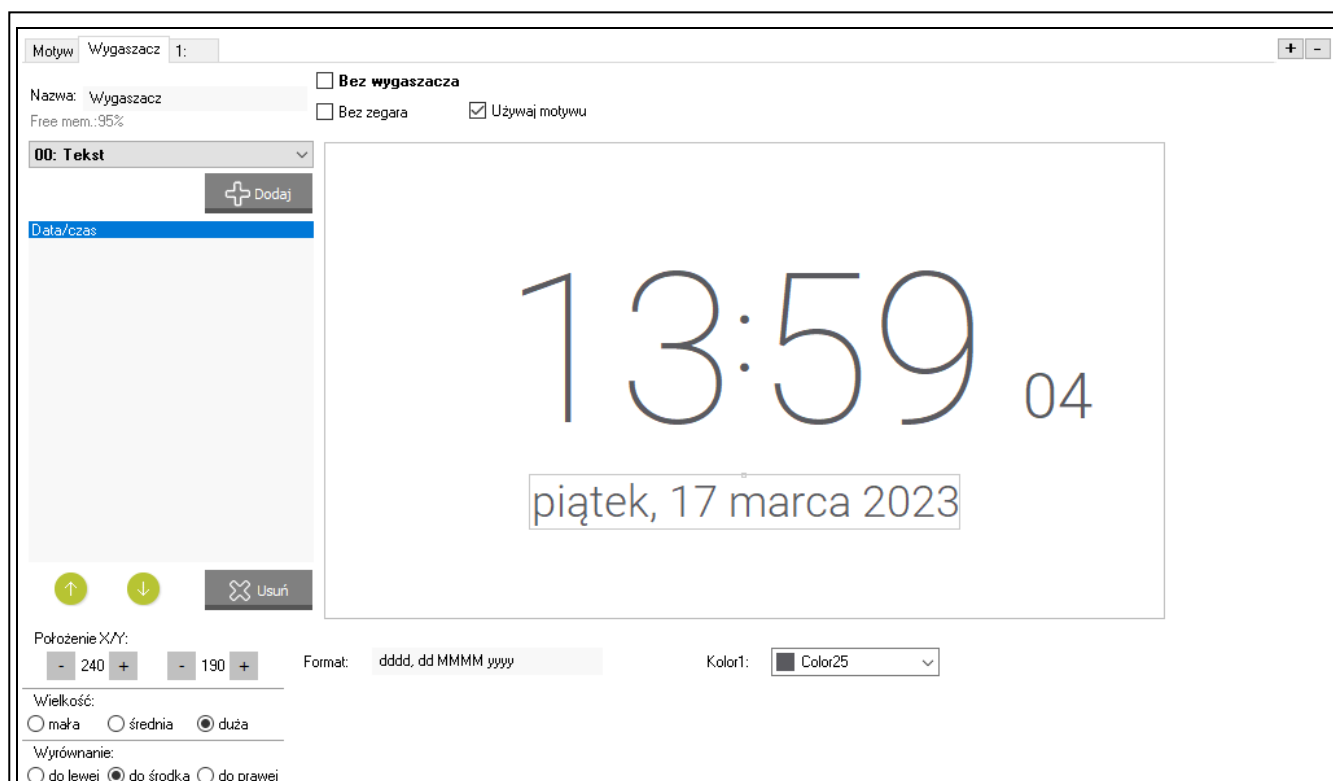 Motyw Wygaszacz 1: + -
Bez wygaszacza
Nazwa: Wygaszacz
Bez zegara Używaj motywu
Free mem.:95%
00: Tekst
Dodaj
Data/czas
13:59 04
piątek, 17 marca 2023
Usuń
Położenie X/Y:
- 240 + - 190 + Format: dddd, dd MMMM yyyy Kolor1: Color25
Wielkość:
mała średnia duża
Wyrównanie:
do lewej do środka do prawej